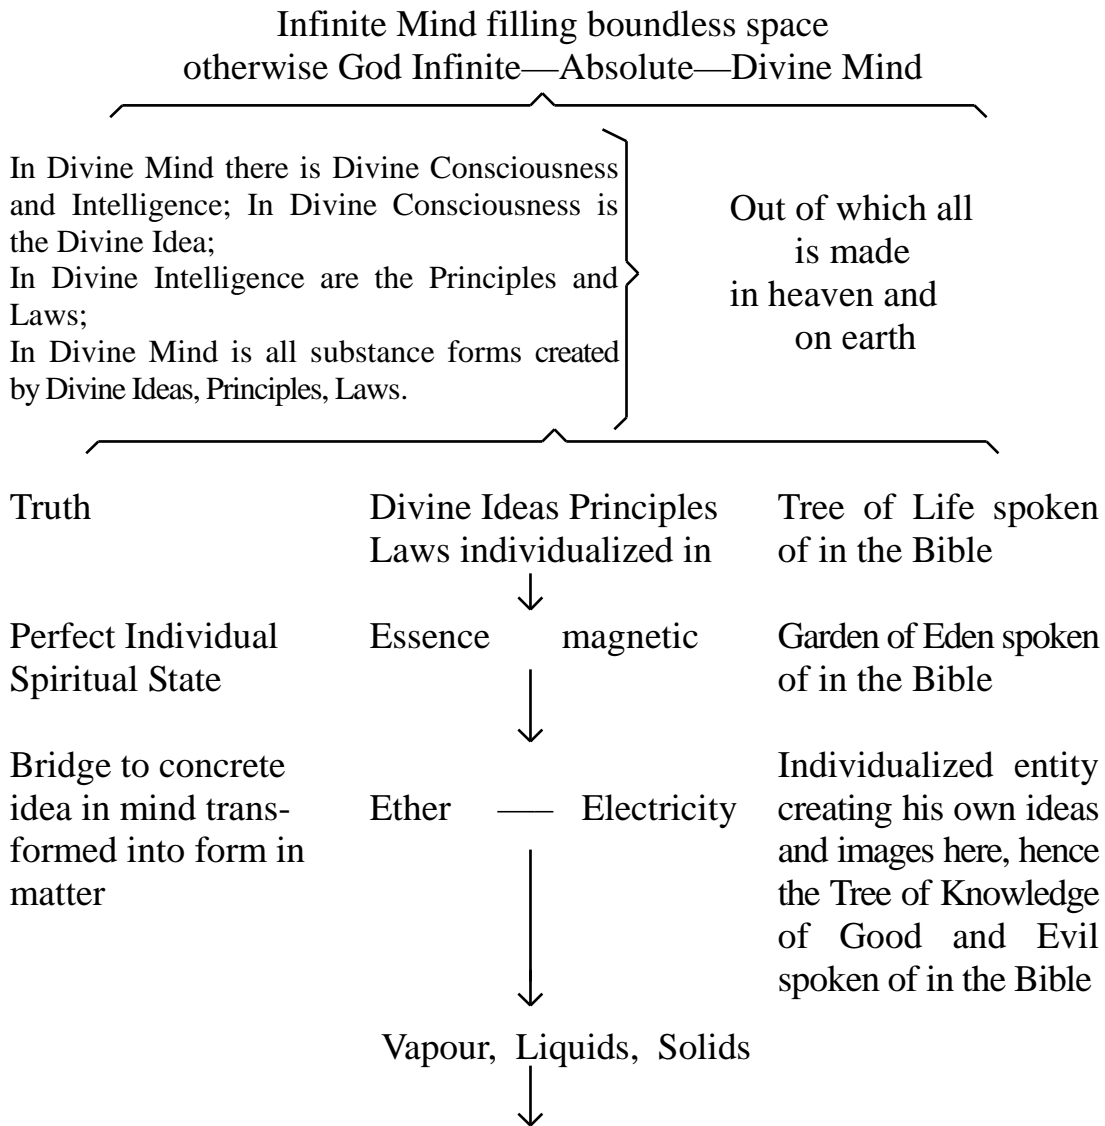 Infinite Mind filling boundless space
otherwise God Infinite—Absolute—Divine Mind
In Divine Mind there is Divine Consciousness
and Intelligence; In Divine Consciousness is
the Divine Idea;
In Divine Intelligence are the Principles and
Laws;
In Divine Mind is all substance forms created
by Divine Ideas, Principles, Laws.
Out of which all
is made
in heaven and
on earth
Truth
Divine Ideas Principles
Laws individualized in
Tree of Life spoken
of in the Bible
Perfect Individual
Spiritual State
Essence magnetic
Garden of Eden spoken
of in the Bible
Bridge to concrete
idea in mind trans-
formed into form in
matter
Ether —— Electricity
Individualized entity
creating his own ideas
and images here, hence
the Tree of Knowledge
of Good and Evil
spoken of in the Bible
Vapour, Liquids, Solids